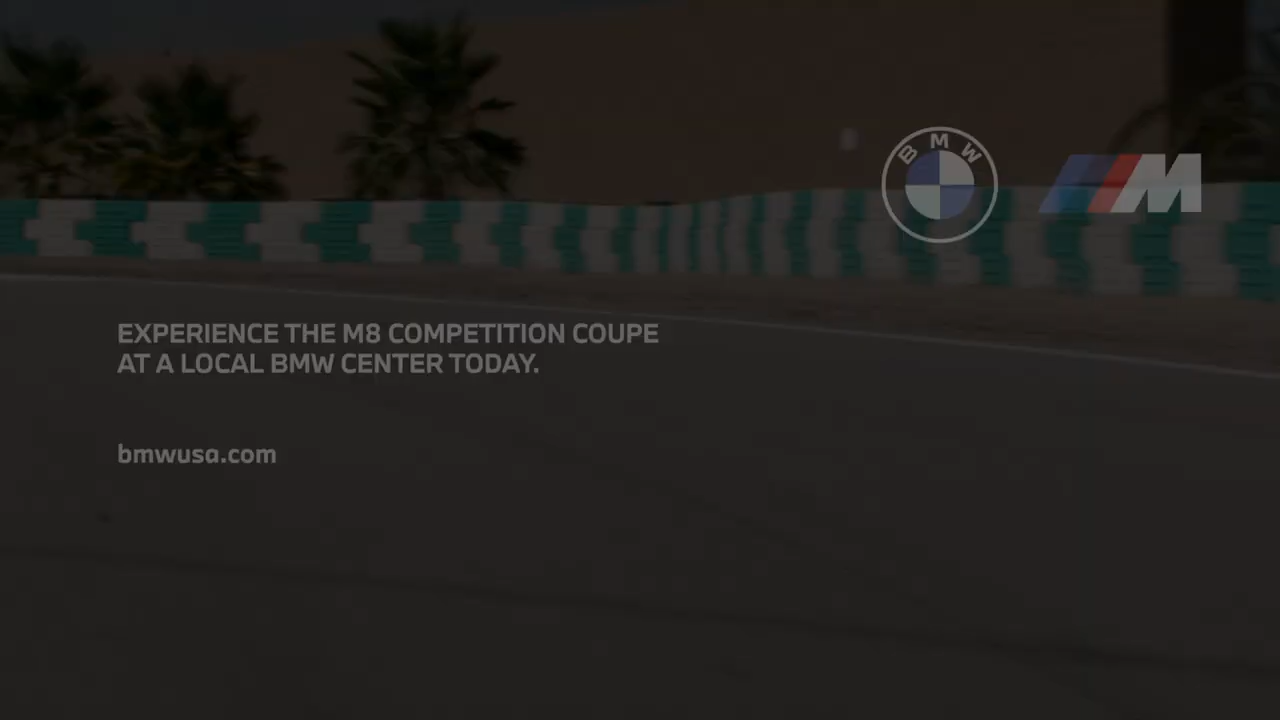 BMW
M
EXPERIENCE THE M8 COMPETITION COUPE
AT A LOCAL BMW CENTER TODAY.
bmwusa.com